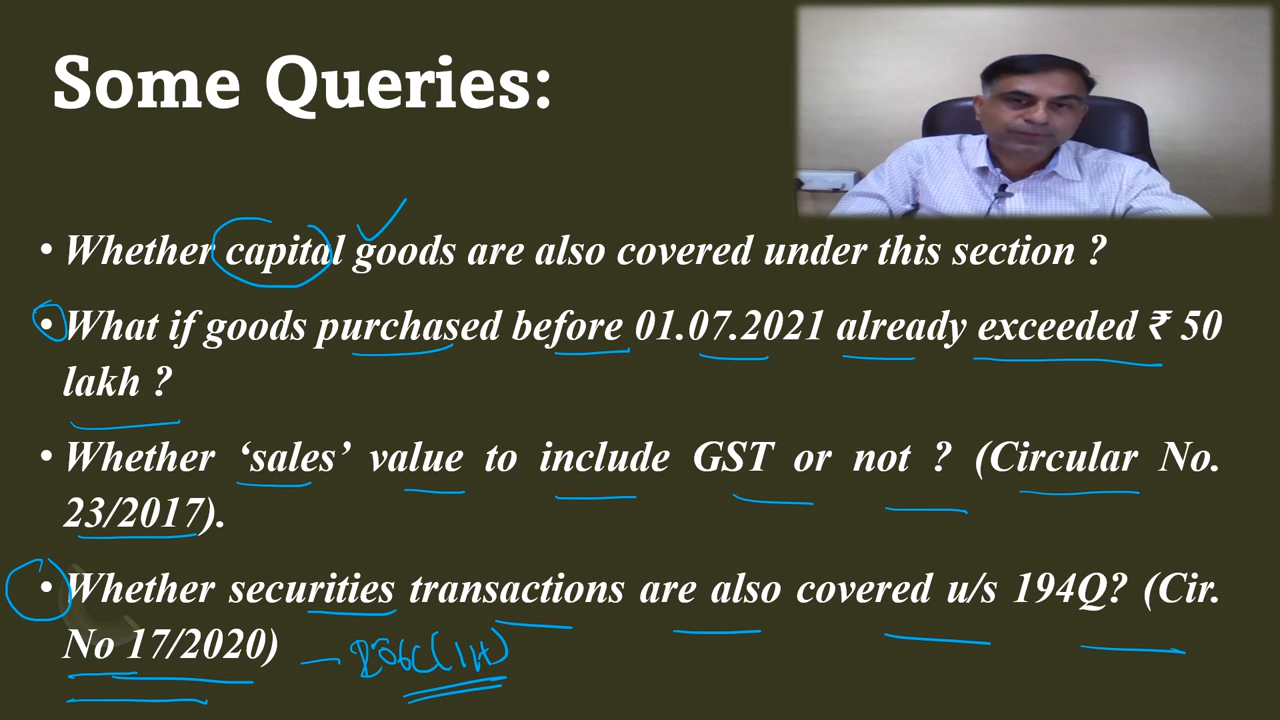 Some Queries:
• Whether capital goods are also covered under this section ?
• What if goods purchased before 01.07.2021 already exceeded ₹ 50
lakh ?
• Whether ‘sales’ value to include GST or not ? (Circular No.
23/2017).
• Whether securities transactions are also covered u/s 194Q? (Cir.
No 17/2020)
— 206C(1H)